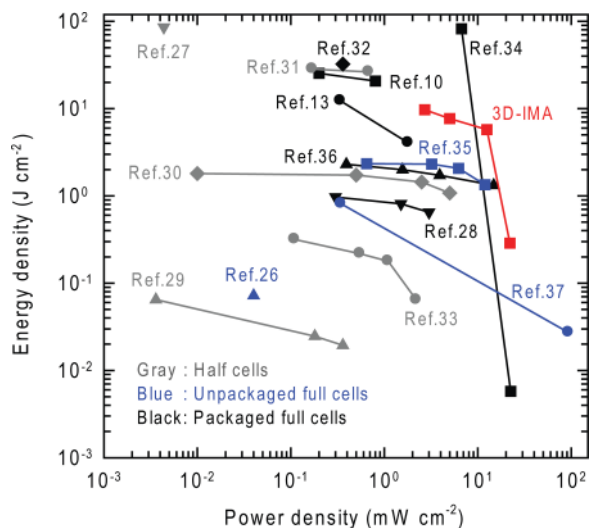 10²
10¹
10⁰
10⁻¹
10⁻²
10⁻³
Energy density (J cm⁻²)
Ref.27
Ref.32
Ref.34
Ref.31
Ref.10
Ref.13
3D-IMA
Ref.35
Ref.36
Ref.30
Ref.28
Ref.29
Ref.26
Ref.37
Ref.33
Gray : Half cells
Blue : Unpackaged full cells
Black: Packaged full cells
10⁻³ 10⁻² 10⁻¹ 10⁰ 10¹ 10²
Power density (mW cm⁻²)